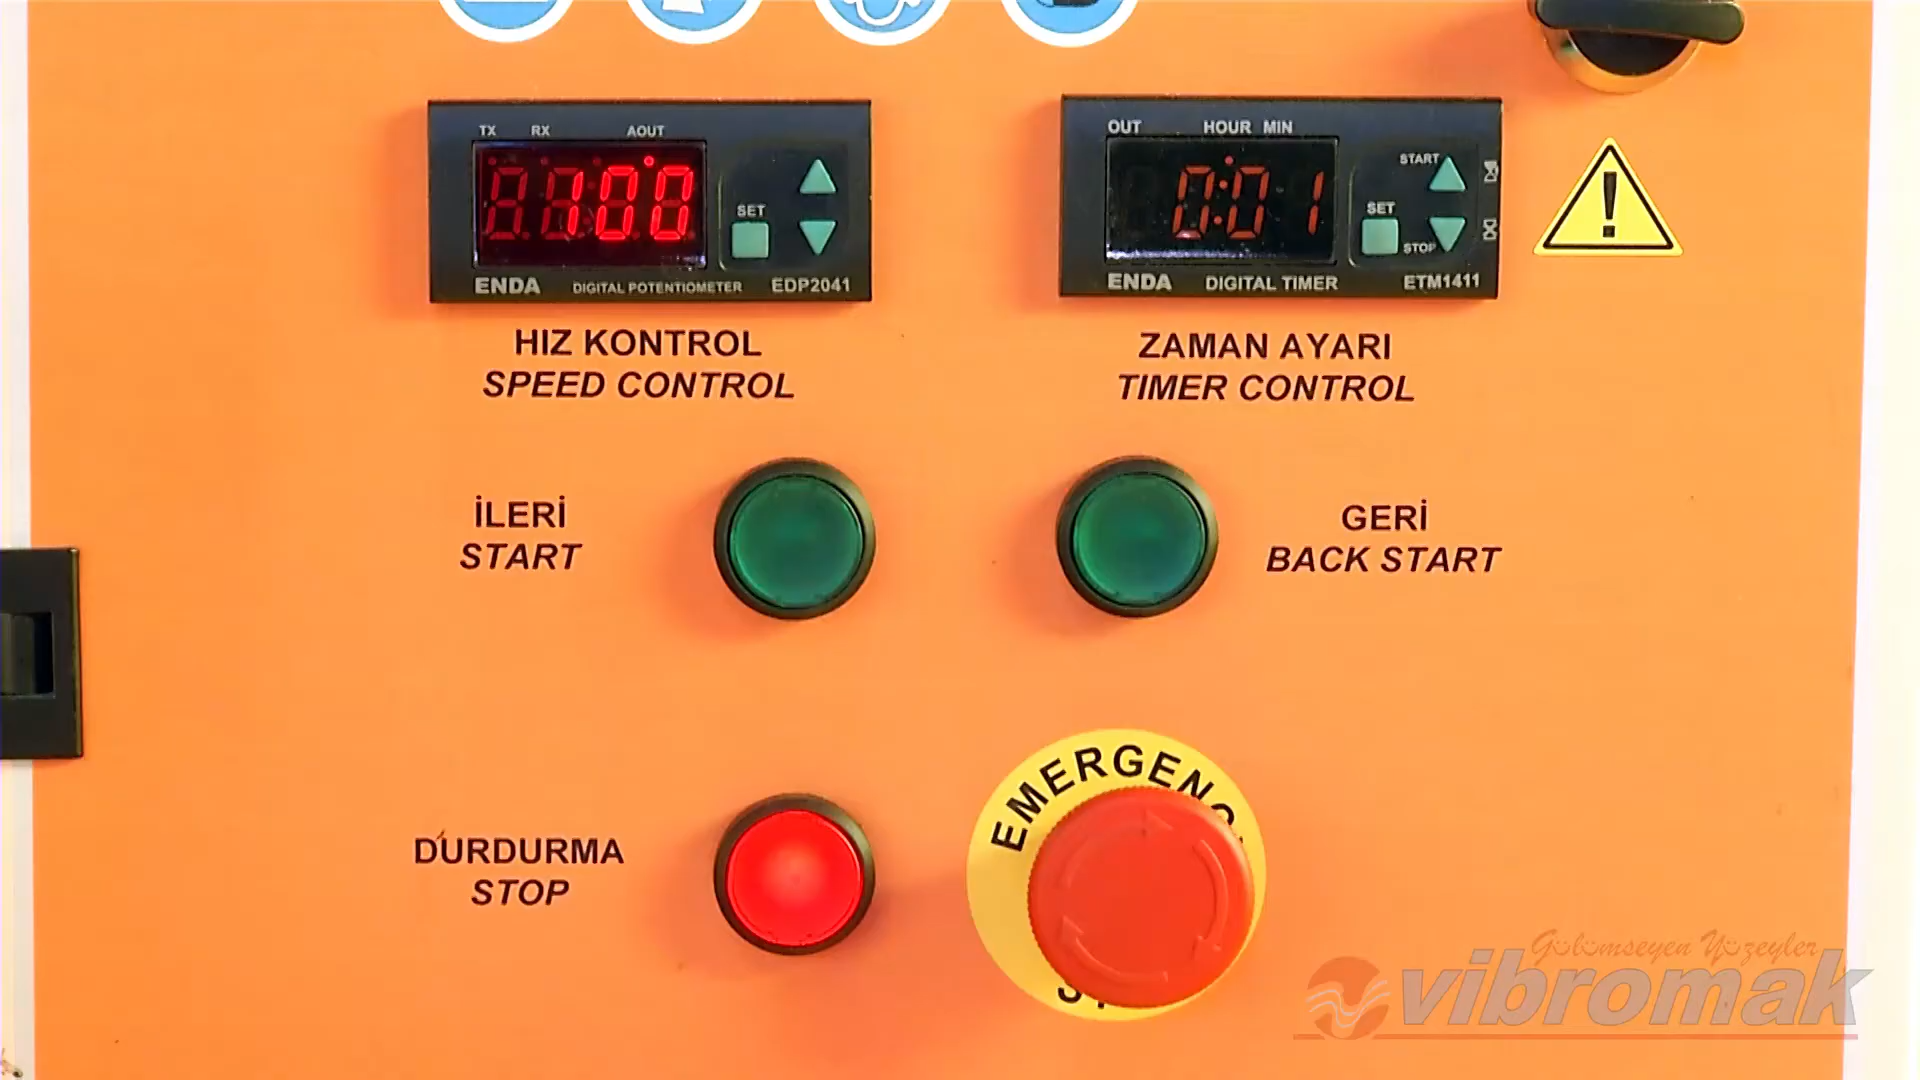 TX RX AOUT
100
SET
ENDA DIGITAL POTENTIOMETER EDP2041
OUT HOUR MIN
0:01
START
SET
STOP
ENDA DIGITAL TIMER ETM1411
HIZ KONTROL
SPEED CONTROL
ZAMAN AYARI
TIMER CONTROL
İLERİ
START
GERİ
BACK START
DURDURMA
STOP
Gülümseyen Yüzeyler
vibromak